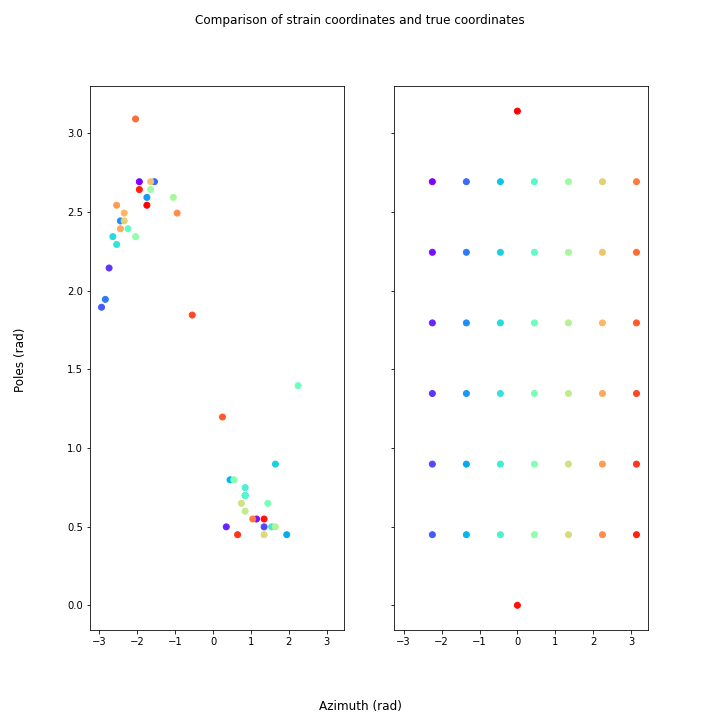 Comparison of strain coordinates and true coordinates
Poles (rad)
3.0
2.5
2.0
1.5
1.0
0.5
0.0
−3 −2 −1 0 1 2 3
−3 −2 −1 0 1 2 3
Azimuth (rad)